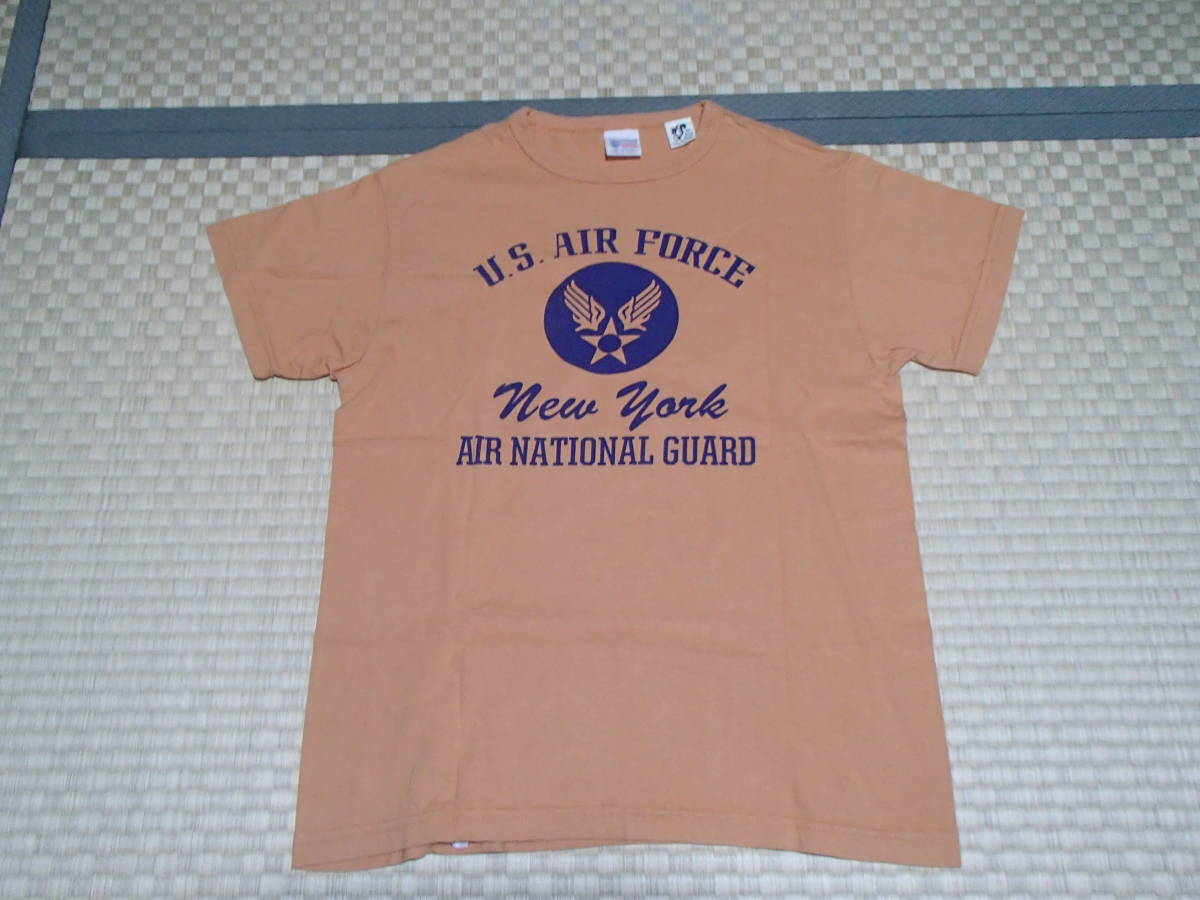 U.S. AIR FORCE
New York
AIR NATIONAL GUARD